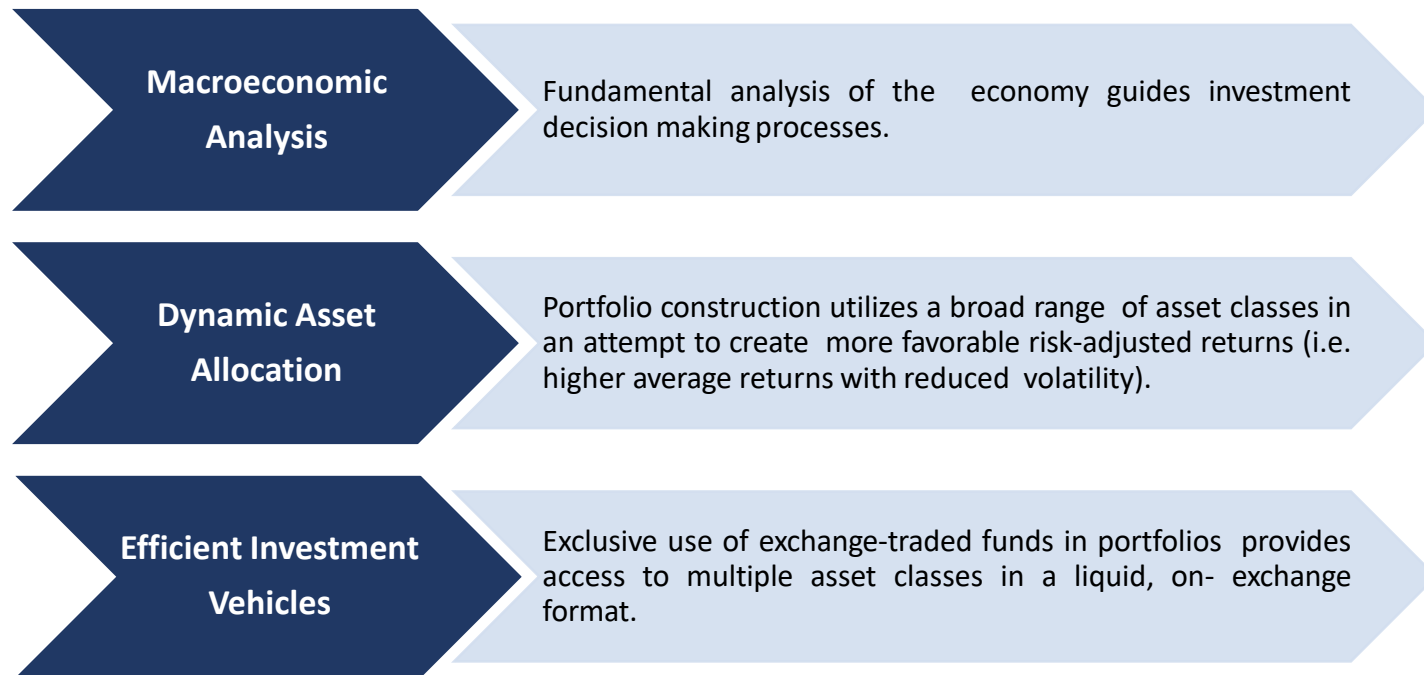 Macroeconomic
Analysis
Fundamental analysis of the economy guides investment
decision making processes.
Dynamic Asset
Allocation
Portfolio construction utilizes a broad range of asset classes in
an attempt to create more favorable risk-adjusted returns (i.e.
higher average returns with reduced volatility).
Efficient Investment
Vehicles
Exclusive use of exchange-traded funds in portfolios provides
access to multiple asset classes in a liquid, on- exchange
format.